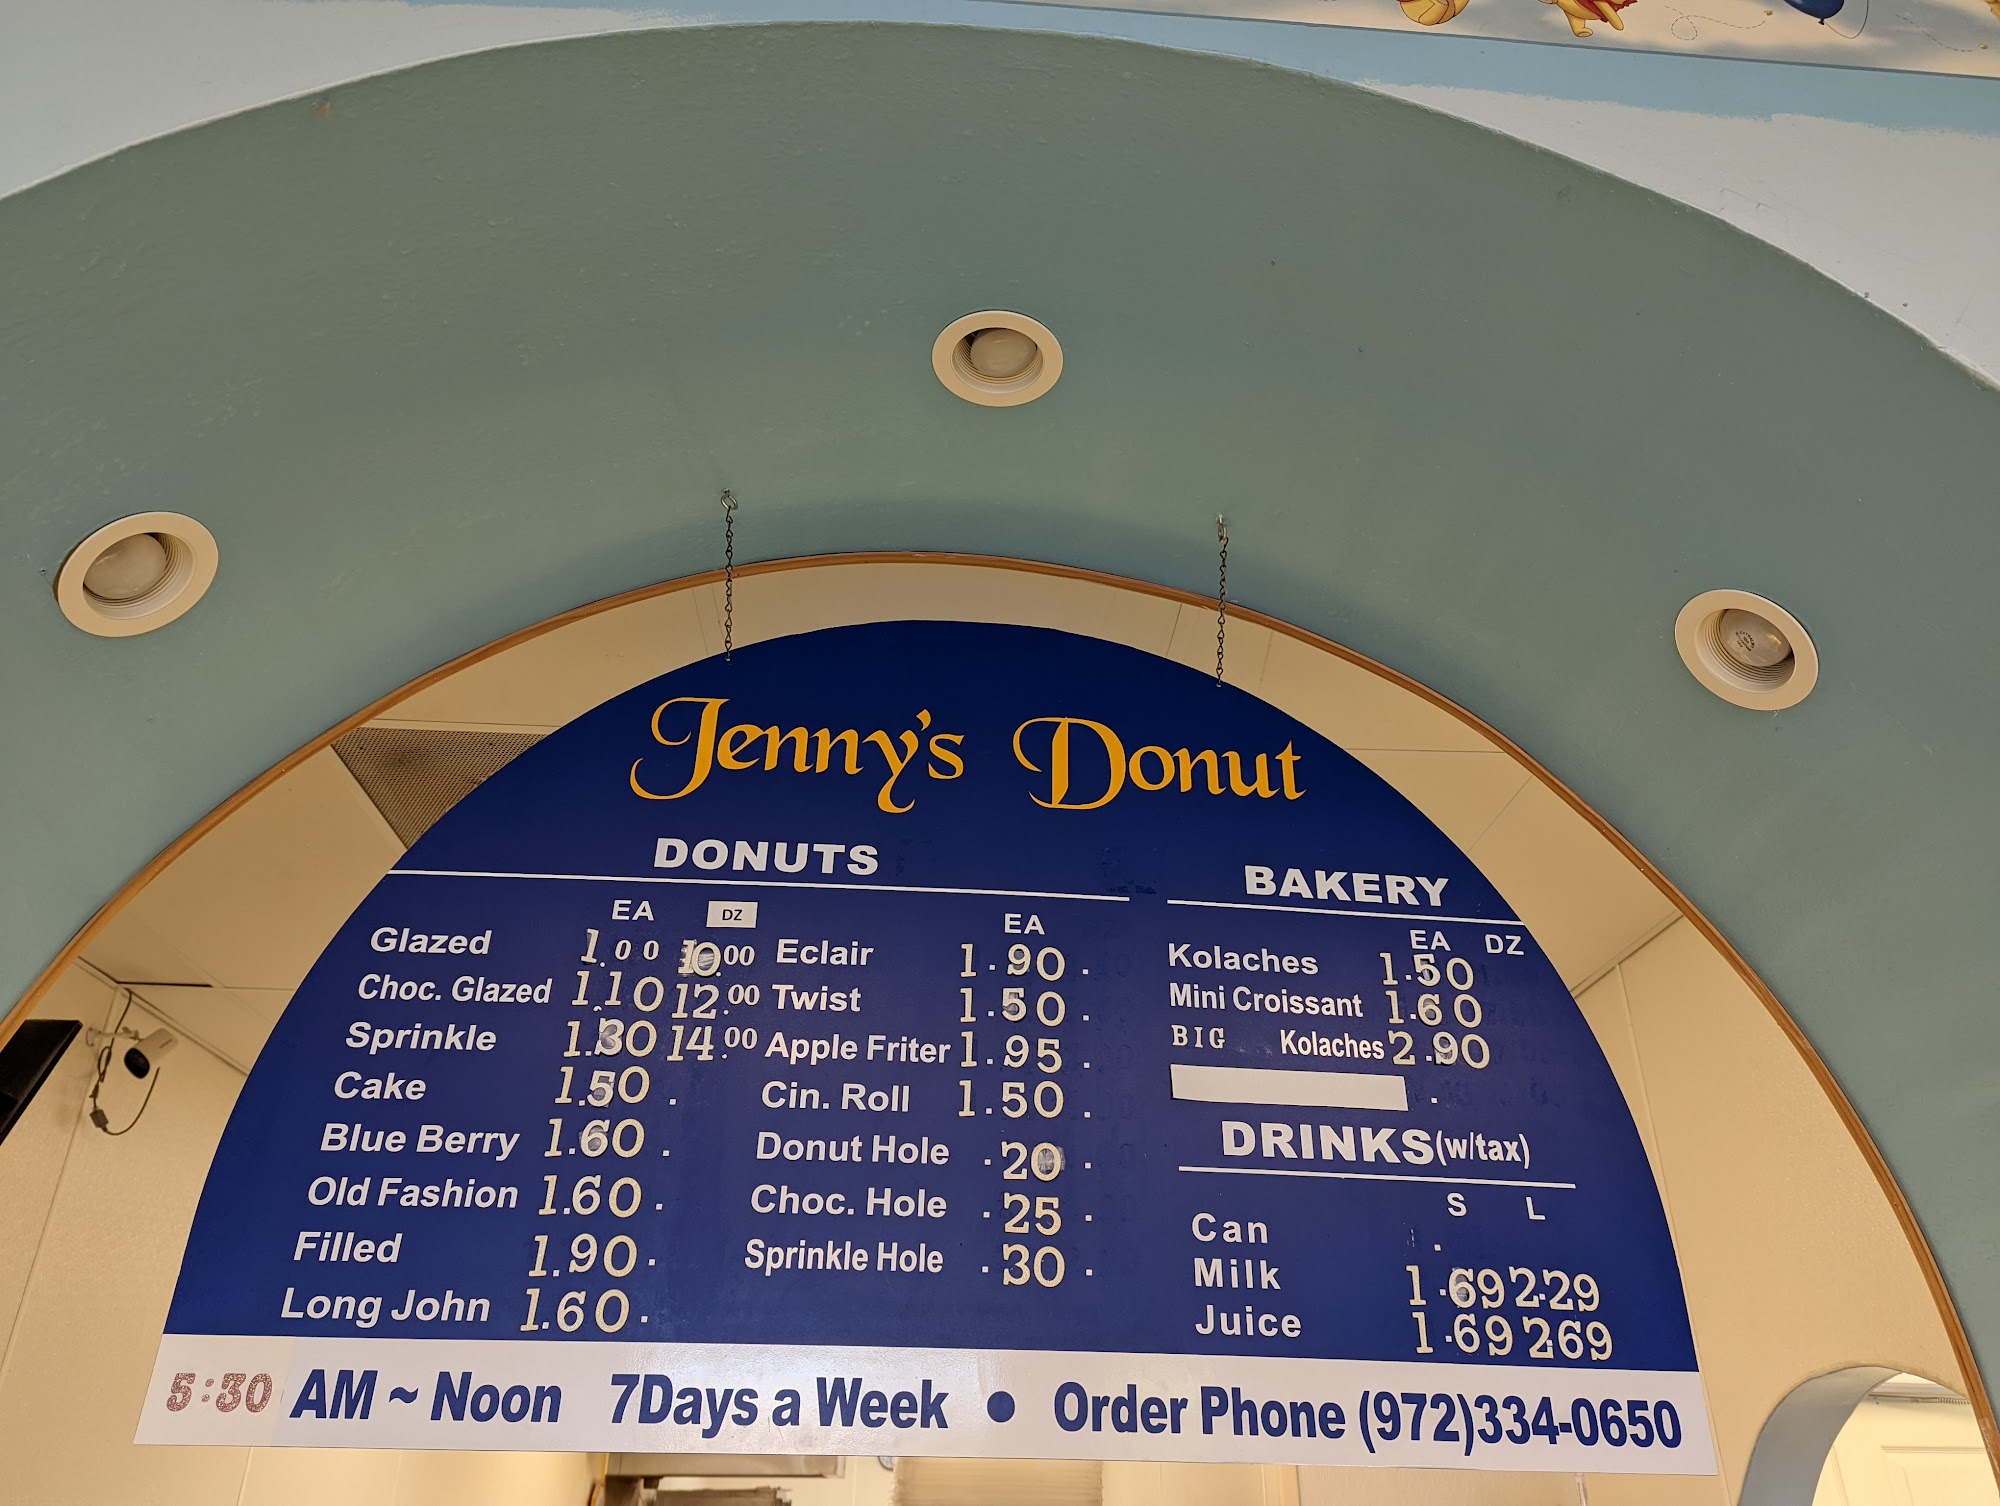 Jenny's Donut
DONUTS
EA DZ EA
Glazed 1.00 10.00 Eclair 1.90
Choc. Glazed 1.10 12.00 Twist 1.50
Sprinkle 1.30 14.00 Apple Friter 1.95
Cake 1.50 Cin. Roll 1.50
Blue Berry 1.60 Donut Hole .20
Old Fashion 1.60 Choc. Hole .25
Filled 1.90 Sprinkle Hole .30
Long John 1.60
BAKERY
EA DZ
Kolaches 1.50
Mini Croissant 1.60
BIG Kolaches 2.90
DRINKS(w/tax)
S L
Can .
Milk 1.69 2.29
Juice 1.69 269
5:30 AM ~ Noon 7Days a Week • Order Phone (972)334-0650